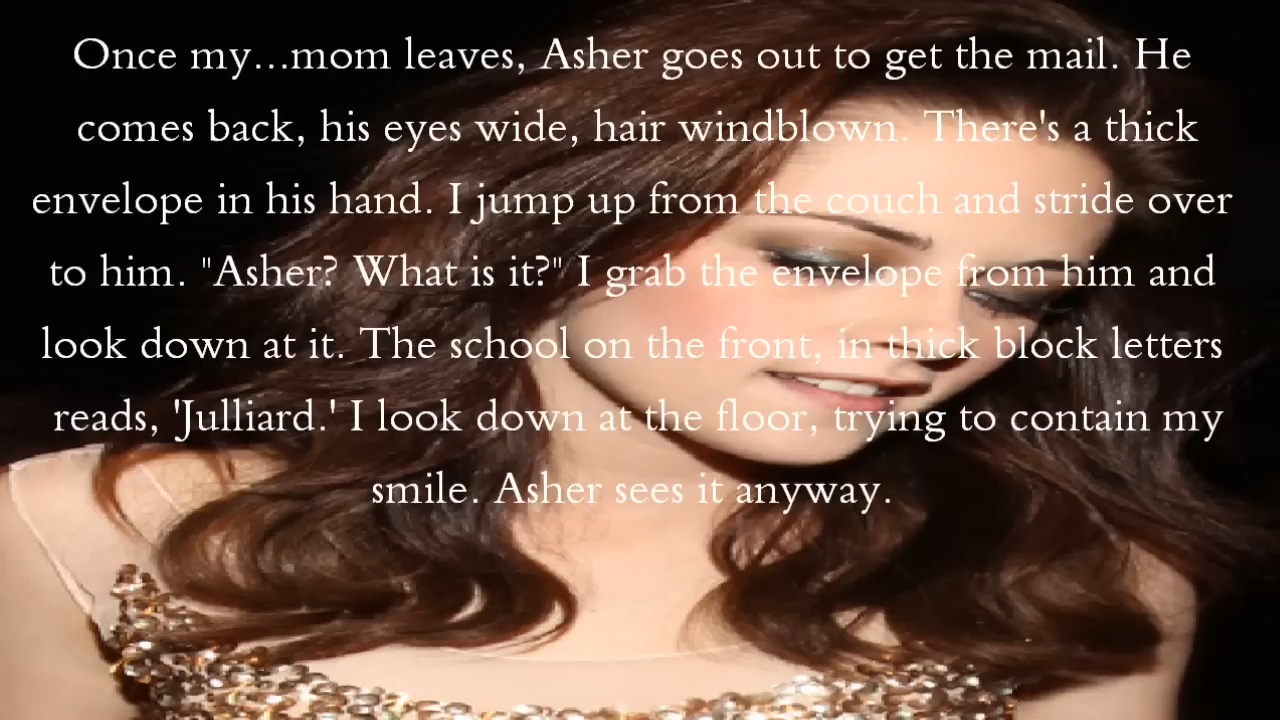 Once my...mom leaves, Asher goes out to get the mail. He
comes back, his eyes wide, hair windblown. There's a thick
envelope in his hand. I jump up from the couch and stride over
to him. "Asher? What is it?" I grab the envelope from him and
look down at it. The school on the front, in thick block letters
reads, 'Julliard.' I look down at the floor, trying to contain my
smile. Asher sees it anyway.